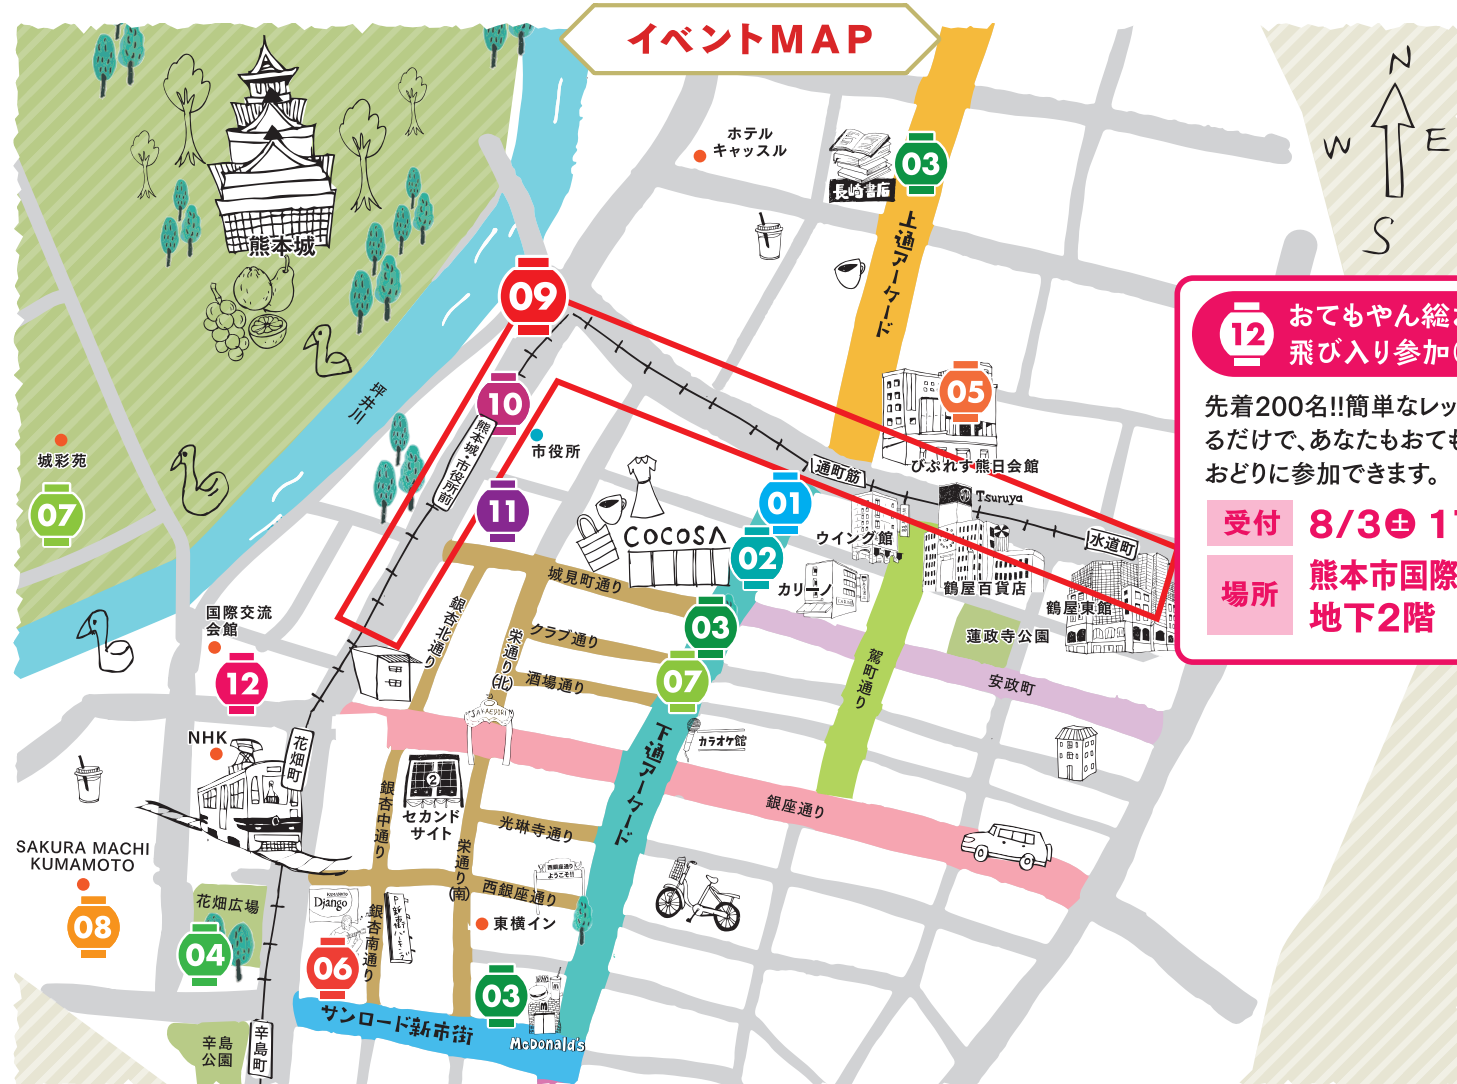 イベントMAP
N
W
E
S
ホテル
キャッスル
03
長崎書店
上通アーケード
熊本城
09
坪井川
10
熊本城・市役所前
市役所
11
05
びぷれす熊日会館
通町筋
Tsuruya
水道町
01
ウイング館
COCOSA
02
カリーノ
鶴屋百貨店
鶴屋東館
蓮政寺公園
城彩苑
07
12
おてもやん総
飛び入り参加
先着200名!!簡単なレッ
るだけで、あなたもおても
おどりに参加できます。
受付
8/3土
場所
熊本市国際
地下2階
城見町通り
銀杏北通り
栄通り(北)
クラブ通り
酒場通り
03
07
国際交流
会館
12
駕町通り
安政町
NHK
花畑町
SAKAEDORI
下通アーケード
カラオケ館
銀座通り
2
セカンド
サイト
銀杏中通り
光琳寺通り
栄通り(南)
SAKURA MACHI
KUMAMOTO
08
花畑広場
04
Django
銀杏南通り
西銀座通り
ようこそ!!
西銀座通り
東横イン
06
03
サンロード新市街
McDonald's
辛島
公園
辛島町